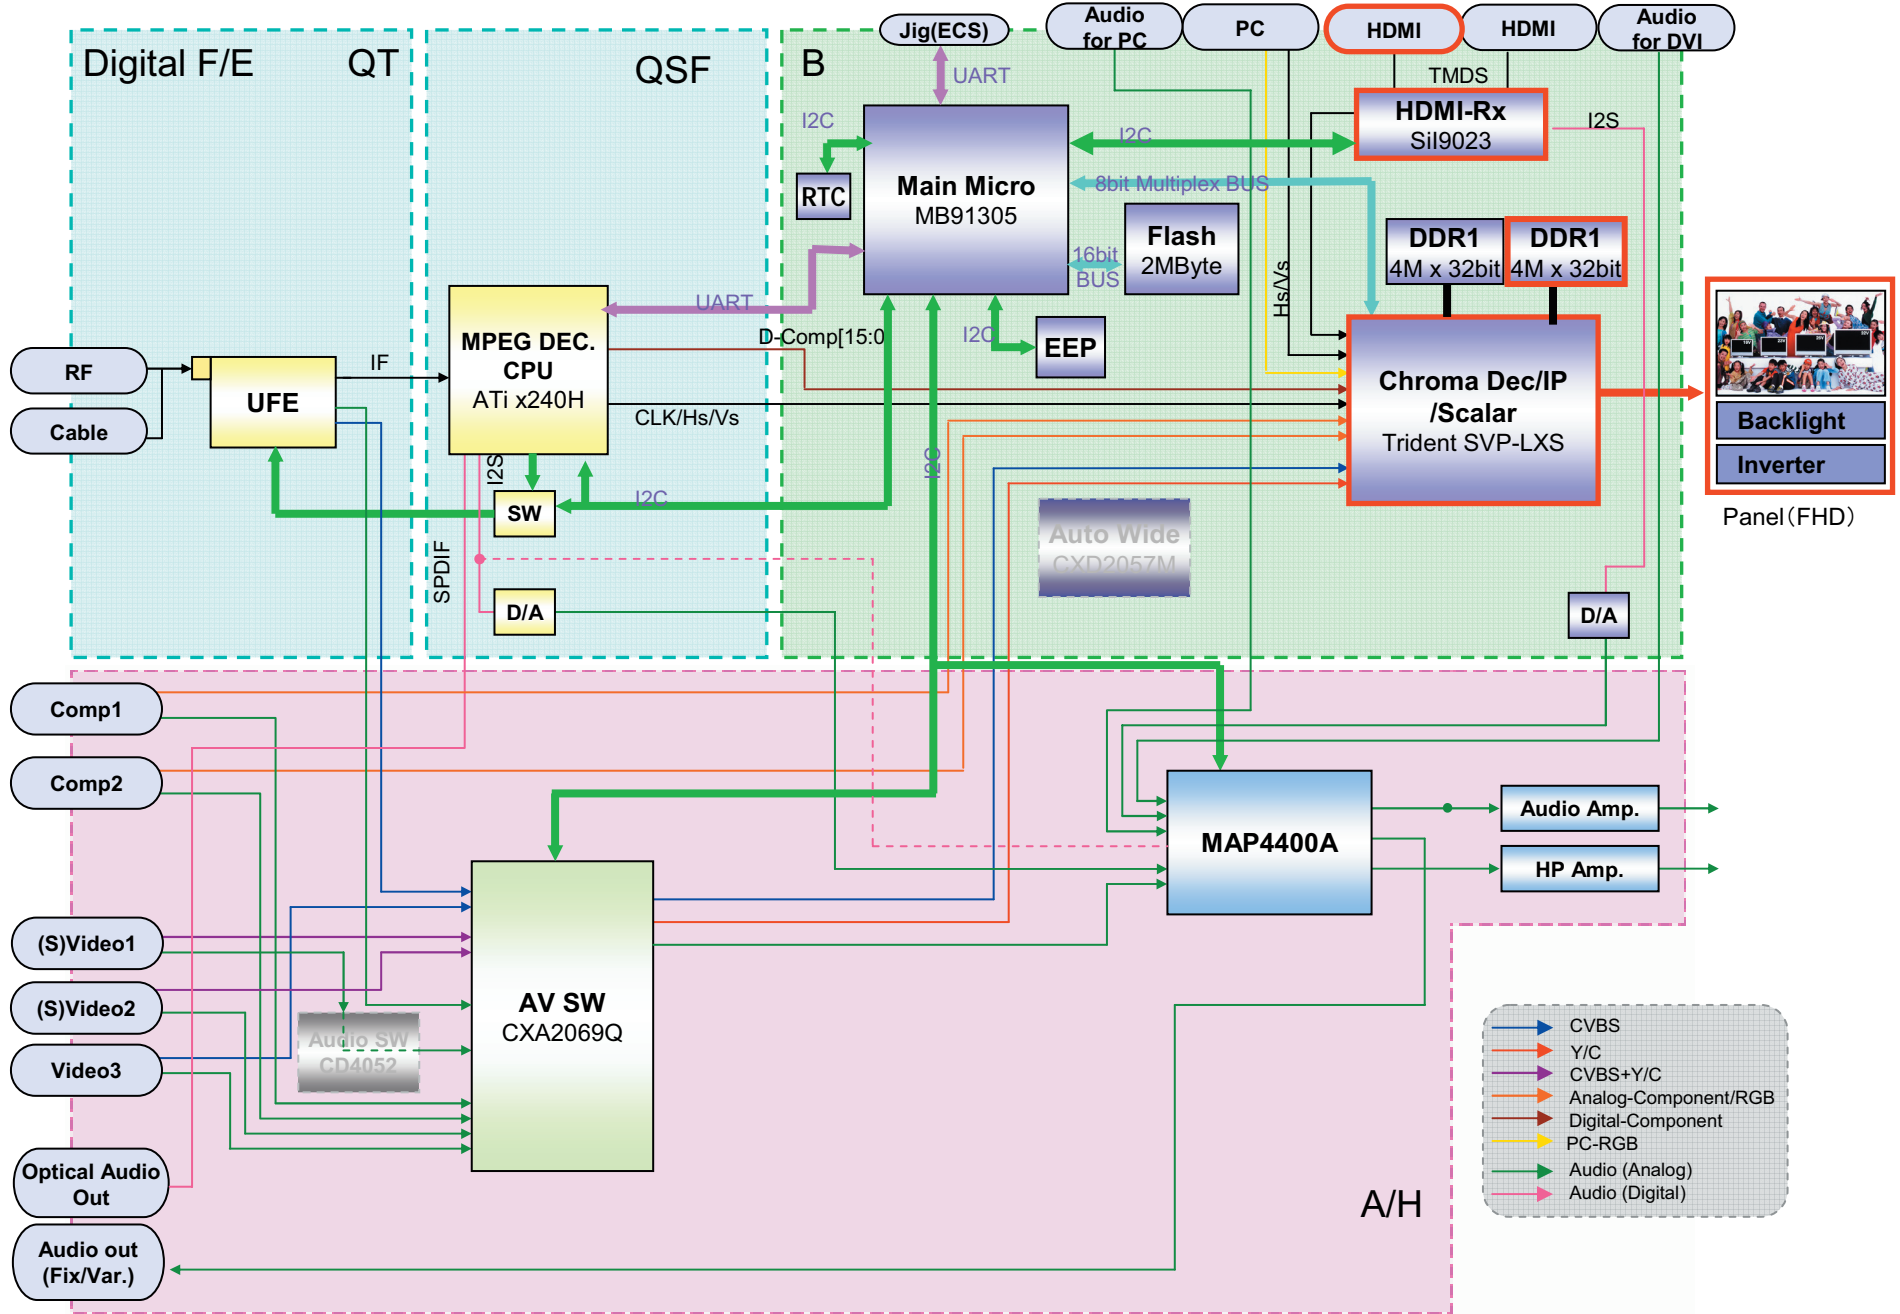 Digital F/E
QT
QSF
B
Jig(ECS)
Audio
for PC
PC
HDMI
HDMI
Audio
for DVI
UART
TMDS
I2C
I2C
HDMI-Rx
SiI9023
I2S
RTC
Main Micro
MB91305
8bit Multiplex BUS
Flash
2MByte
16bit
BUS
Hs/Vs
DDR1
4M x 32bit
DDR1
4M x 32bit
UART
D-Comp[15:0
I2C
EEP
MPEG DEC.
CPU
ATi x240H
RF
Cable
IF
UFE
CLK/Hs/Vs
Chroma Dec/IP
/Scalar
Trident SVP-LXS
Backlight
Inverter
Panel(FHD)
I2S
I2C
I2C
SW
SPDIF
Auto Wide
CXD2057M
D/A
D/A
Comp1
Comp2
MAP4400A
Audio Amp.
HP Amp.
(S)Video1
(S)Video2
Video3
Audio SW
CD4052
AV SW
CXA2069Q
Optical Audio
Out
Audio out
(Fix/Var.)
A/H
CVBS
Y/C
CVBS+Y/C
Analog-Component/RGB
Digital-Component
PC-RGB
Audio (Analog)
Audio (Digital)